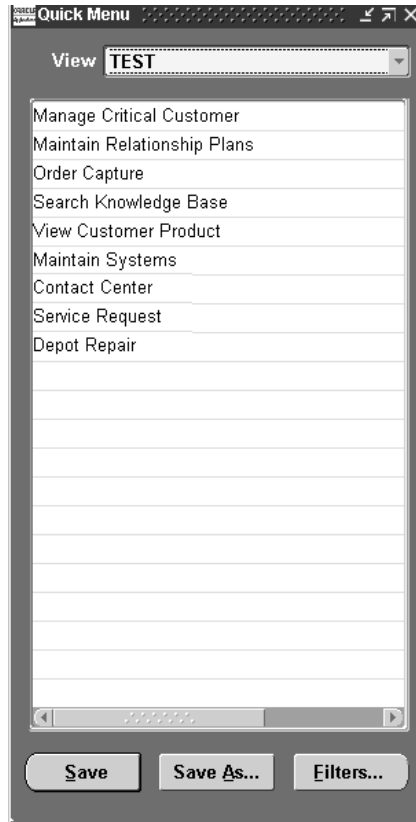 Quick Menu
View TEST
Manage Critical Customer
Maintain Relationship Plans
Order Capture
Search Knowledge Base
View Customer Product
Maintain Systems
Contact Center
Service Request
Depot Repair
Save Save As... Filters...